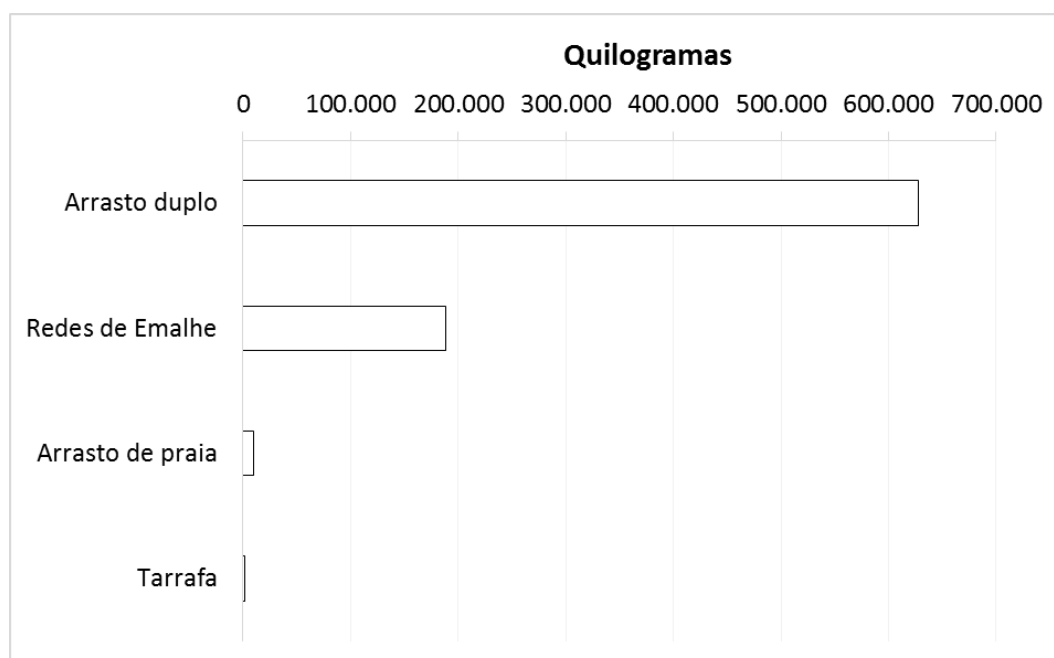 Quilogramas
0 100.000 200.000 300.000 400.000 500.000 600.000 700.000
Arrasto duplo
Redes de Emalhe
Arrasto de praia
Tarrafa